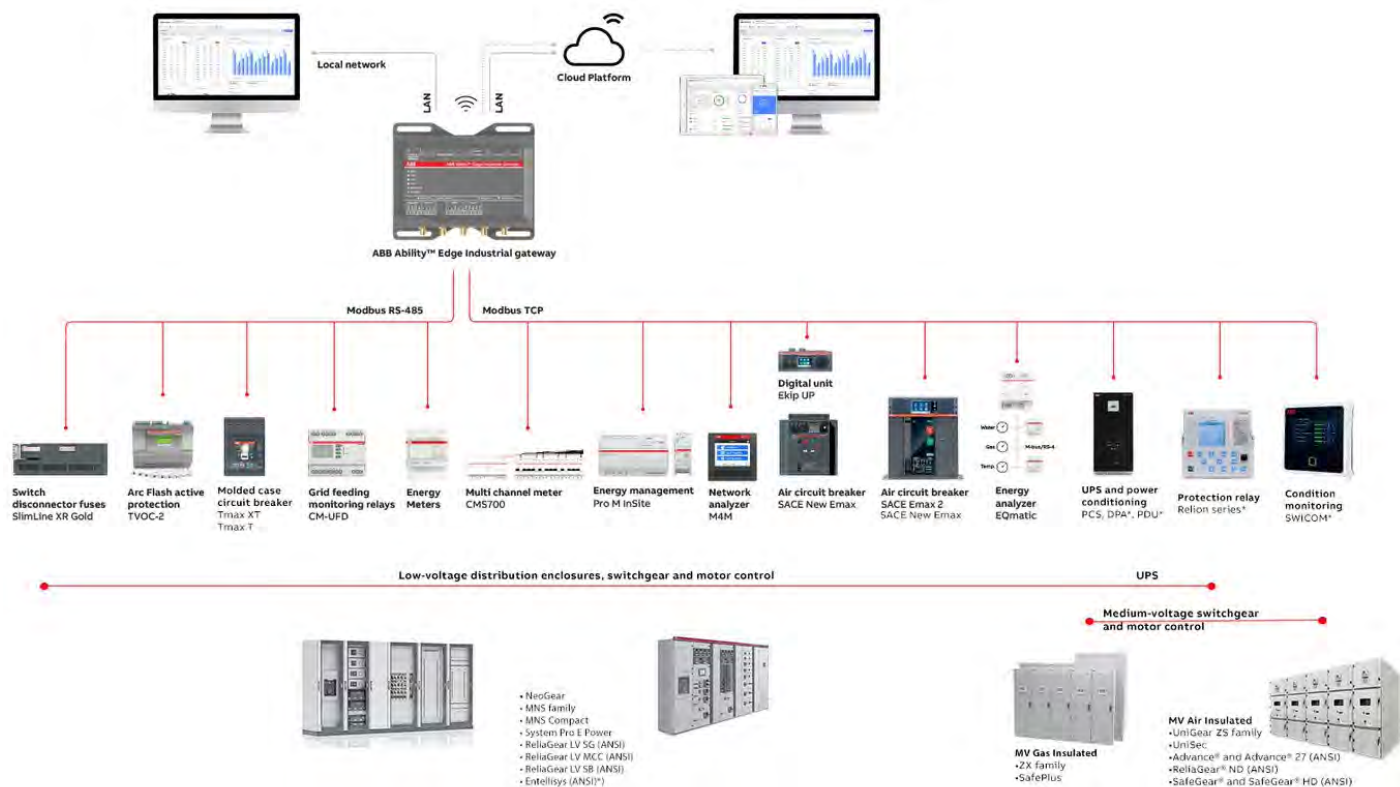 Local network
LAN
LAN
Cloud Platform
ABB Ability™ Edge Industrial gateway
Modbus RS-485
Modbus TCP
Switch
disconnector fuses
SlimLine XR Gold
Arc Flash active
protection
TVOC-2
Molded case
circuit breaker
Tmax XT
Tmax T
Grid feeding
monitoring relays
CM-UFD
Energy
Meters
Multi channel meter
CMS700
Energy management
Pro M InSite
Network
analyzer
M4M
Digital unit
Ekip UP
Air circuit breaker
SACE New Emax
Air circuit breaker
SACE Emax 2
SACE New Emax
Water
Gas
Temp
M-bus/RS-4
Energy
analyzer
EQmatic
UPS and power
conditioning
PCS, DPA*, PDU*
Protection relay
Relion series*
Condition
monitoring
SWICOM*
Low-voltage distribution enclosures, switchgear and motor control
UPS
Medium-voltage switchgear
and motor control
• NeoGear
• MNS family
• MNS Compact
• System Pro E Power
• ReliaGear LV SG (ANSI)
• ReliaGear LV MCC (ANSI)
• ReliaGear LV SB (ANSI)
• Entellisys (ANSI)*)
MV Gas Insulated
•ZX family
•SafePlus
MV Air Insulated
•UniGear ZS family
•UniSec
•Advance® and Advance® 27 (ANSI)
•ReliaGear® ND (ANSI)
•SafeGear® and SafeGear® HD (ANSI)